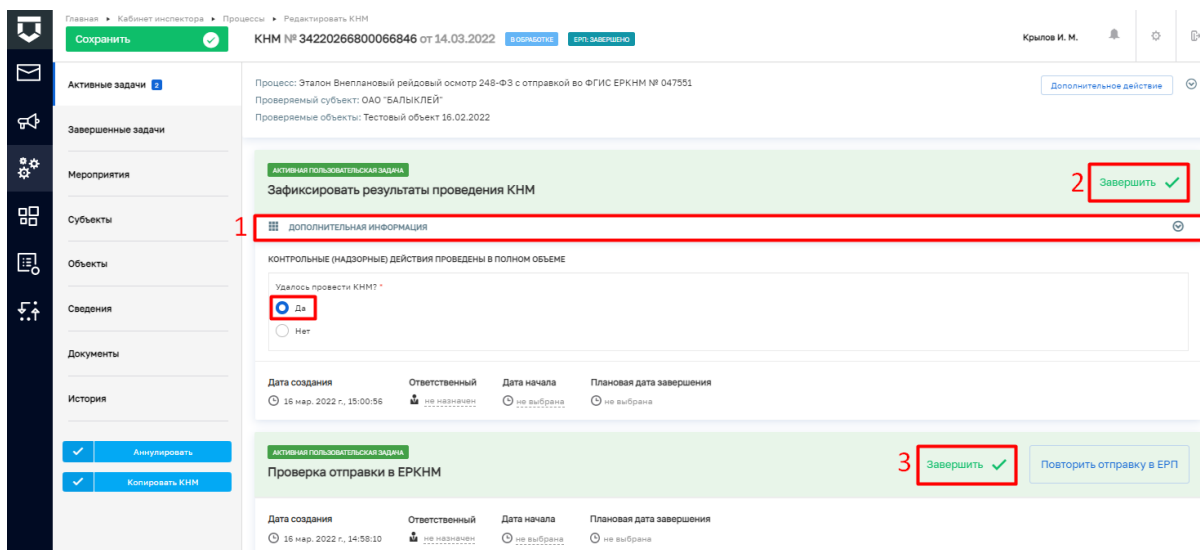 Главная ▸ Кабинет инспектора ▸ Процессы ▸ Редактировать КНМ
Сохранить
КНМ № 34220266800066846 от 14.03.2022 В ОБРАБОТКЕ ЕРП: ЗАВЕРШЕНО
Крылов И. М.
Активные задачи 2
Завершенные задачи
Мероприятия
Субъекты
Объекты
Сведения
Документы
История
Аннулировать
Копировать КНМ
Процесс: Эталон Внеплановый рейдовый осмотр 248-ФЗ с отправкой во ФГИС ЕРКНМ № 047551
Дополнительное действие
Проверяемый субъект: ОАО "БАЛЫКЛЕЙ"
Проверяемые объекты: Тестовый объект 16.02.2022
АКТИВНАЯ ПОЛЬЗОВАТЕЛЬСКАЯ ЗАДАЧА
Зафиксировать результаты проведения КНМ
2 Завершить
1 ДОПОЛНИТЕЛЬНАЯ ИНФОРМАЦИЯ
КОНТРОЛЬНЫЕ (НАДЗОРНЫЕ) ДЕЙСТВИЯ ПРОВЕДЕНЫ В ПОЛНОМ ОБЪЕМЕ
Удалось провести КНМ? *
Да
Нет
Дата создания Ответственный Дата начала Плановая дата завершения
16 мар. 2022 г., 15:00:56 не назначен не выбрана не выбрана
АКТИВНАЯ ПОЛЬЗОВАТЕЛЬСКАЯ ЗАДАЧА
Проверка отправки в ЕРКНМ
3 Завершить Повторить отправку в ЕРП
Дата создания Ответственный Дата начала Плановая дата завершения
16 мар. 2022 г., 14:58:10 не назначен не выбрана не выбрана